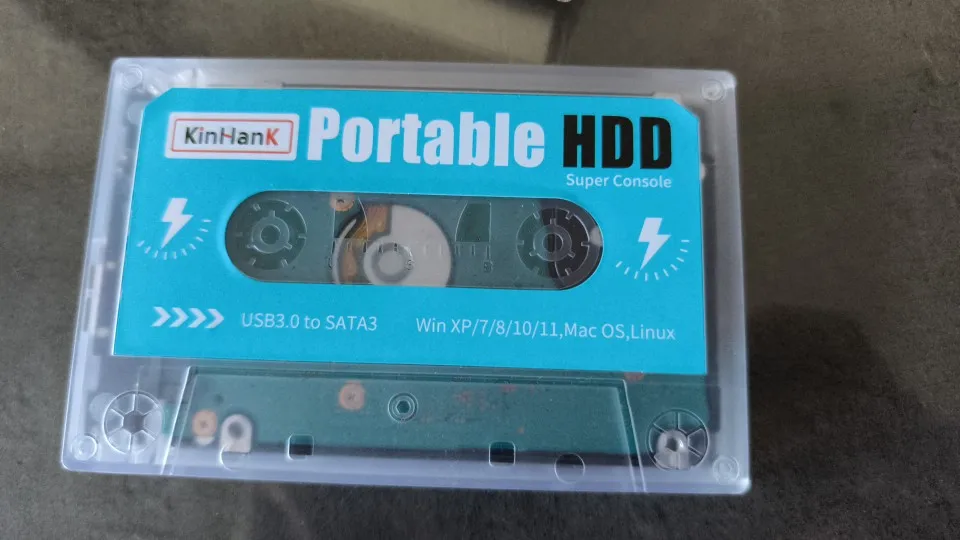 KinHanK Portable HDD
Super Console
USB3.0 to SATA3 Win XP/7/8/10/11,Mac OS,Linux